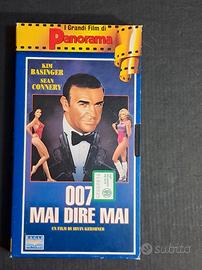 I Grandi Film di
Panorama
KIM
BASINGER
SEAN
CONNERY
007
MAI DIRE MAI
UN FILM DI IRVIN KERSHNER
subito